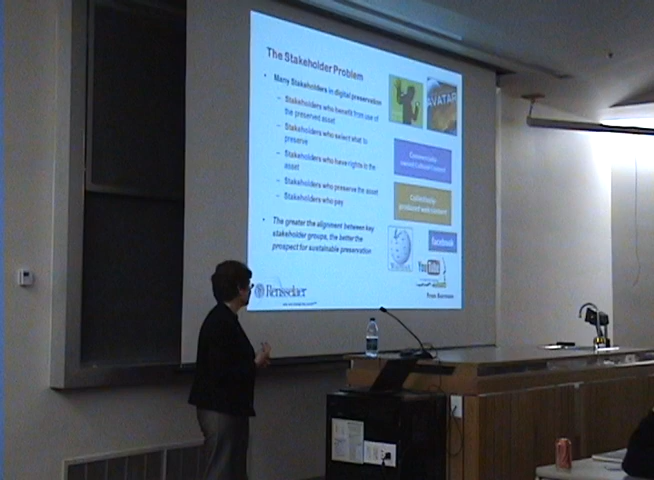 The Stakeholder Problem
• Many Stakeholders in digital preservation
– Stakeholders who benefit from use of
the preserved asset
– Stakeholders who select what to
preserve
– Stakeholders who have rights in the
asset
– Stakeholders who preserve the asset
– Stakeholders who pay
• The greater the alignment between key
stakeholder groups, the better the
prospect for sustainable preservation
AVATAR
Commercially-
owned Cultural Content
Collectively-
produced web content
facebook
YouTube
Rensselaer